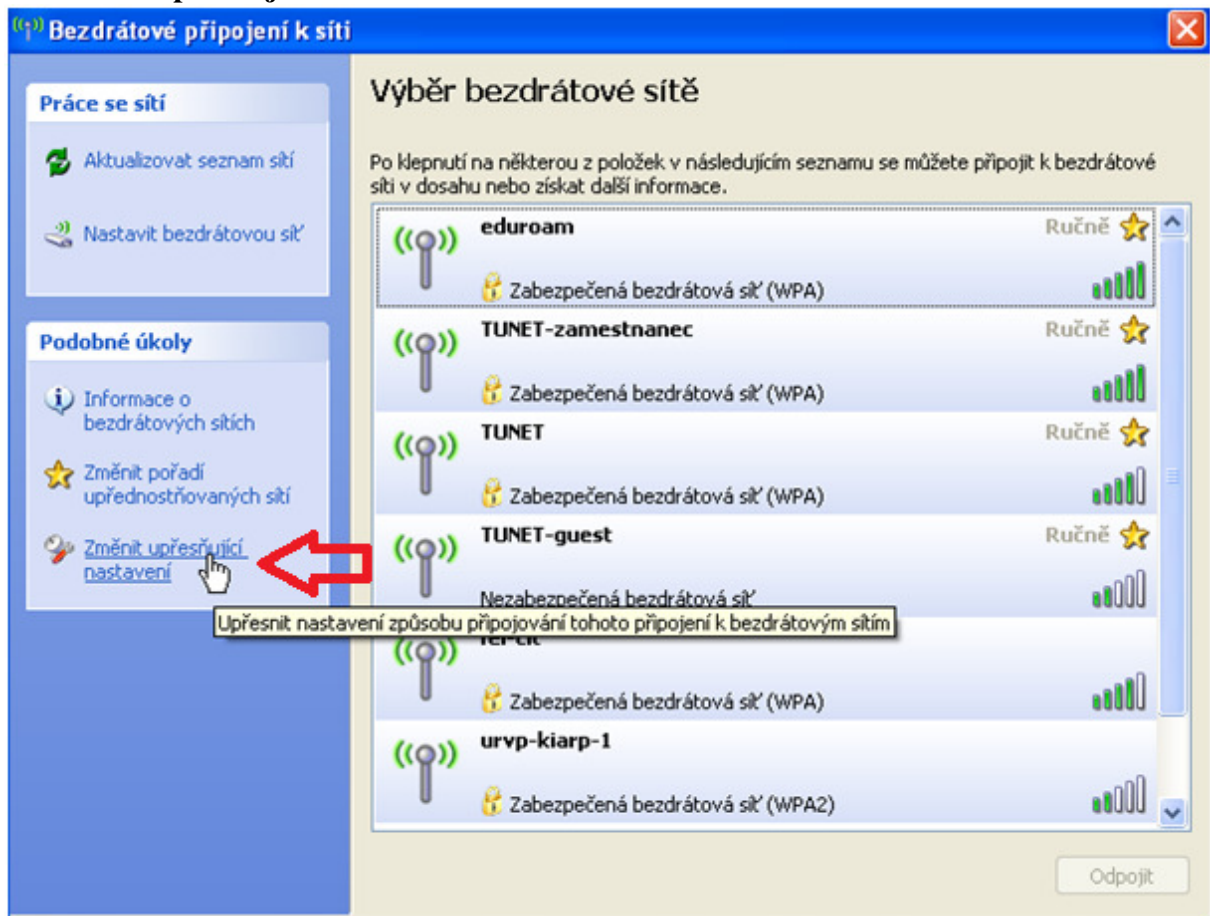 Bezdrátové připojení k síti
Práce se sítí
Aktualizovat seznam sítí
Nastavit bezdrátovou síť
Podobné úkoly
Informace o
bezdrátových sítích
Změnit pořadí
upřednostňovaných sítí
Změnit upřesňující
nastavení
Výběr bezdrátové sítě
Po klepnutí na některou z položek v následujícím seznamu se můžete připojit k bezdrátové
síti v dosahu nebo získat další informace.
eduroam Ručně
Zabezpečená bezdrátová síť (WPA)
TUNET-zamestnanec Ručně
Zabezpečená bezdrátová síť (WPA)
TUNET Ručně
Zabezpečená bezdrátová síť (WPA)
TUNET-guest Ručně
Nezabezpečená bezdrátová síť
Upřesnit nastavení způsobu připojování tohoto připojení k bezdrátovým sítím
Zabezpečená bezdrátová síť (WPA)
urvp-kiarp-1
Zabezpečená bezdrátová síť (WPA2)
Odpojit